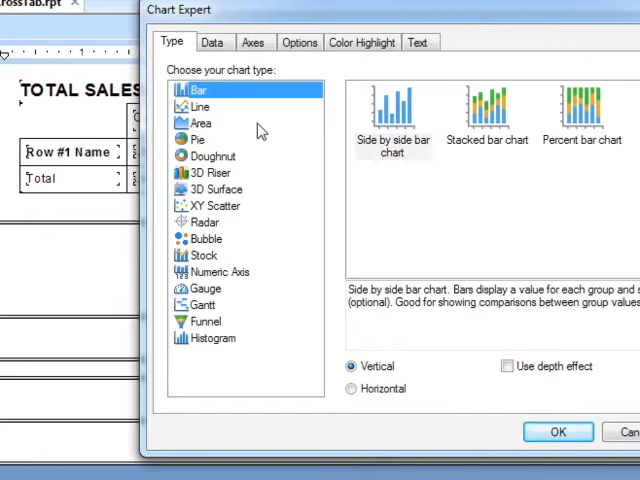 rossTab.rpt
Chart Expert
Type Data Axes Options Color Highlight Text
1
Choose your chart type:
TOTAL SALES
Bar
Line
Area
Pie
Doughnut
3D Riser
3D Surface
XY Scatter
Radar
Bubble
Stock
Numeric Axis
Gauge
Gantt
Funnel
Histogram
Row #1 Name
Total
Side by side bar chart
Stacked bar chart
Percent bar chart
Side by side bar chart. Bars display a value for each group and s
(optional). Good for showing comparisons between group values
Vertical
Horizontal
Use depth effect
OK
Can